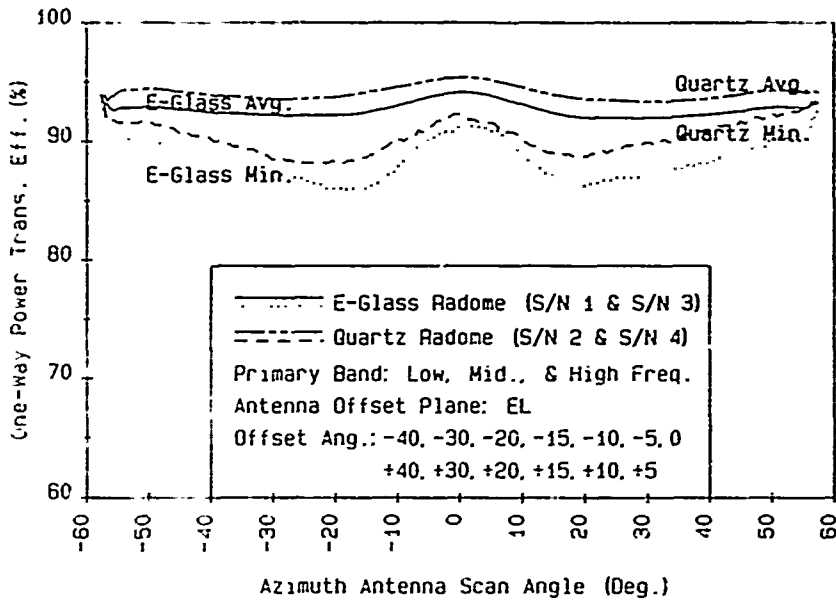 One-Way Power Trans. Eff. (%)
100
90
80
70
60
E-Glass Avg.
Quartz Avg.
Quartz Min.
E-Glass Min.
E-Glass Radome (S/N 1 & S/N 3)
Quartz Radome (S/N 2 & S/N 4)
Primary Band: Low, Mid., & High Freq.
Antenna Offset Plane: EL
Offset Ang.: -40, -30, -20, -15, -10, -5, 0
+40, +30, +20, +15, +10, +5
-60 -50 -40 -30 -20 -10 0 10 20 30 40 50 60
Azimuth Antenna Scan Angle (Deg.)